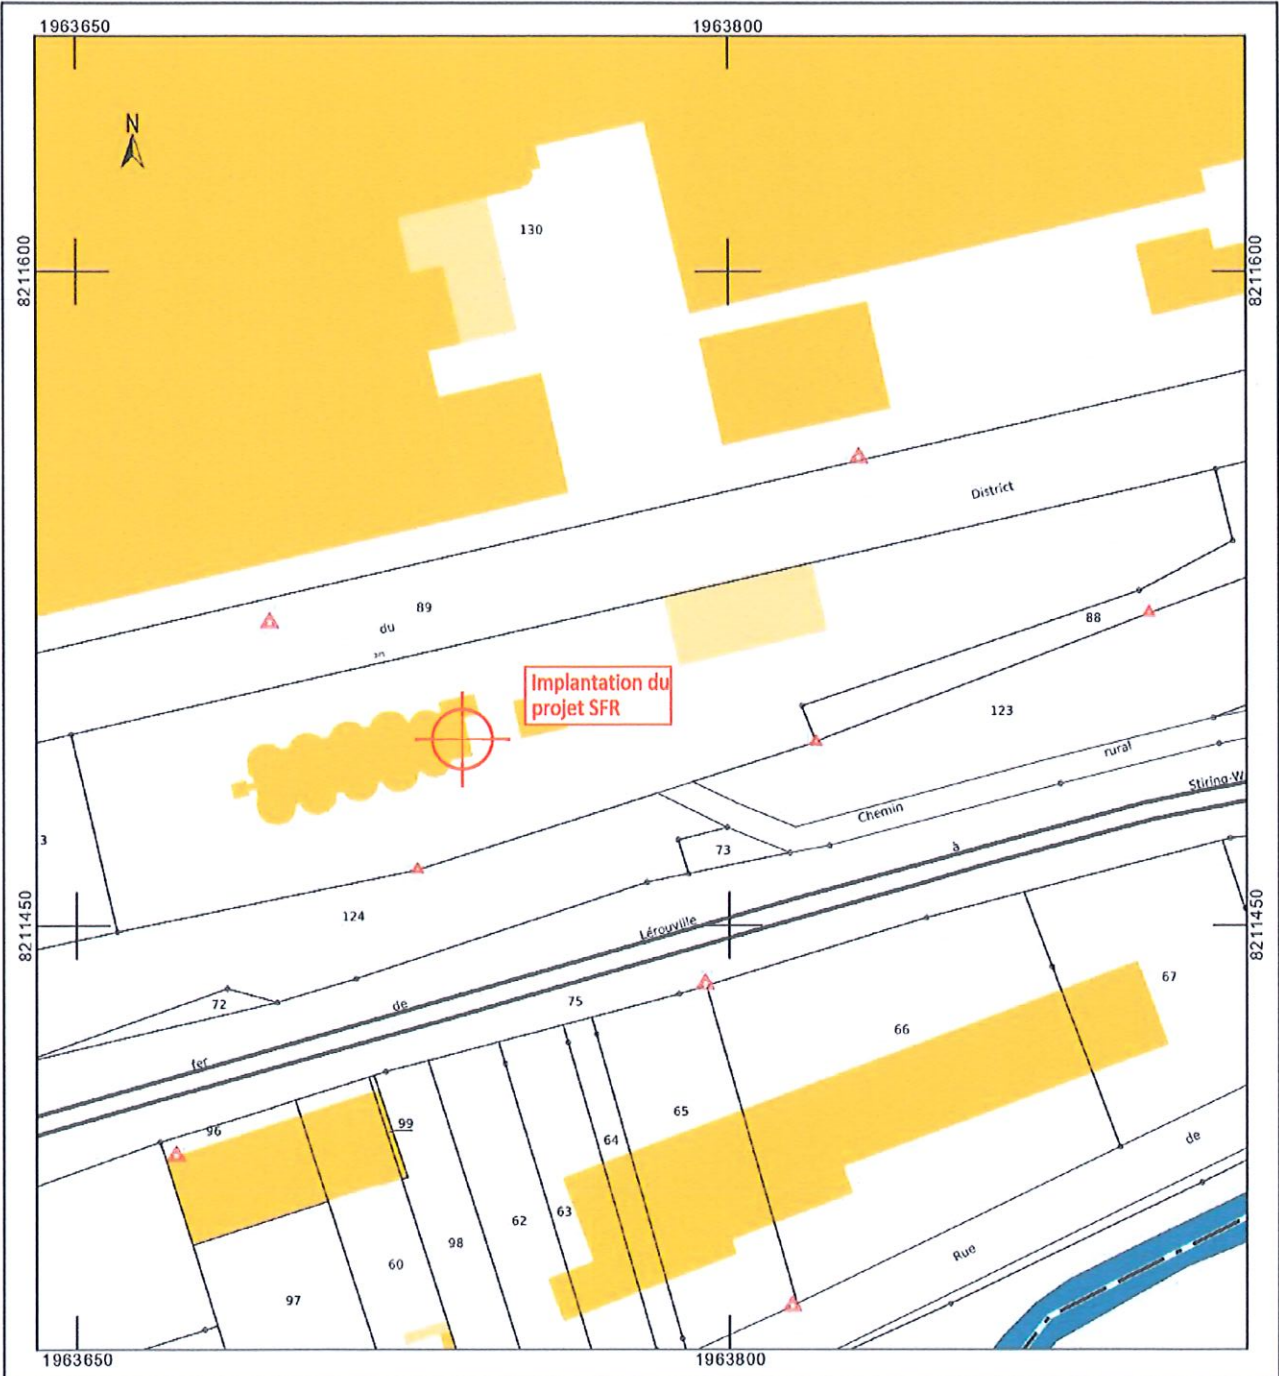 1963650 1963800
N
130
8211600 8211600
District
89
du
88
Implantation du
projet SFR
123
rural
Stiring-W
Chemin
3
à
73
8211450 8211450
124
Lérouville
67
72
de
75
66
fer
65
99
96
64
de
62
63
98
60
Rue
97
1963650 1963800